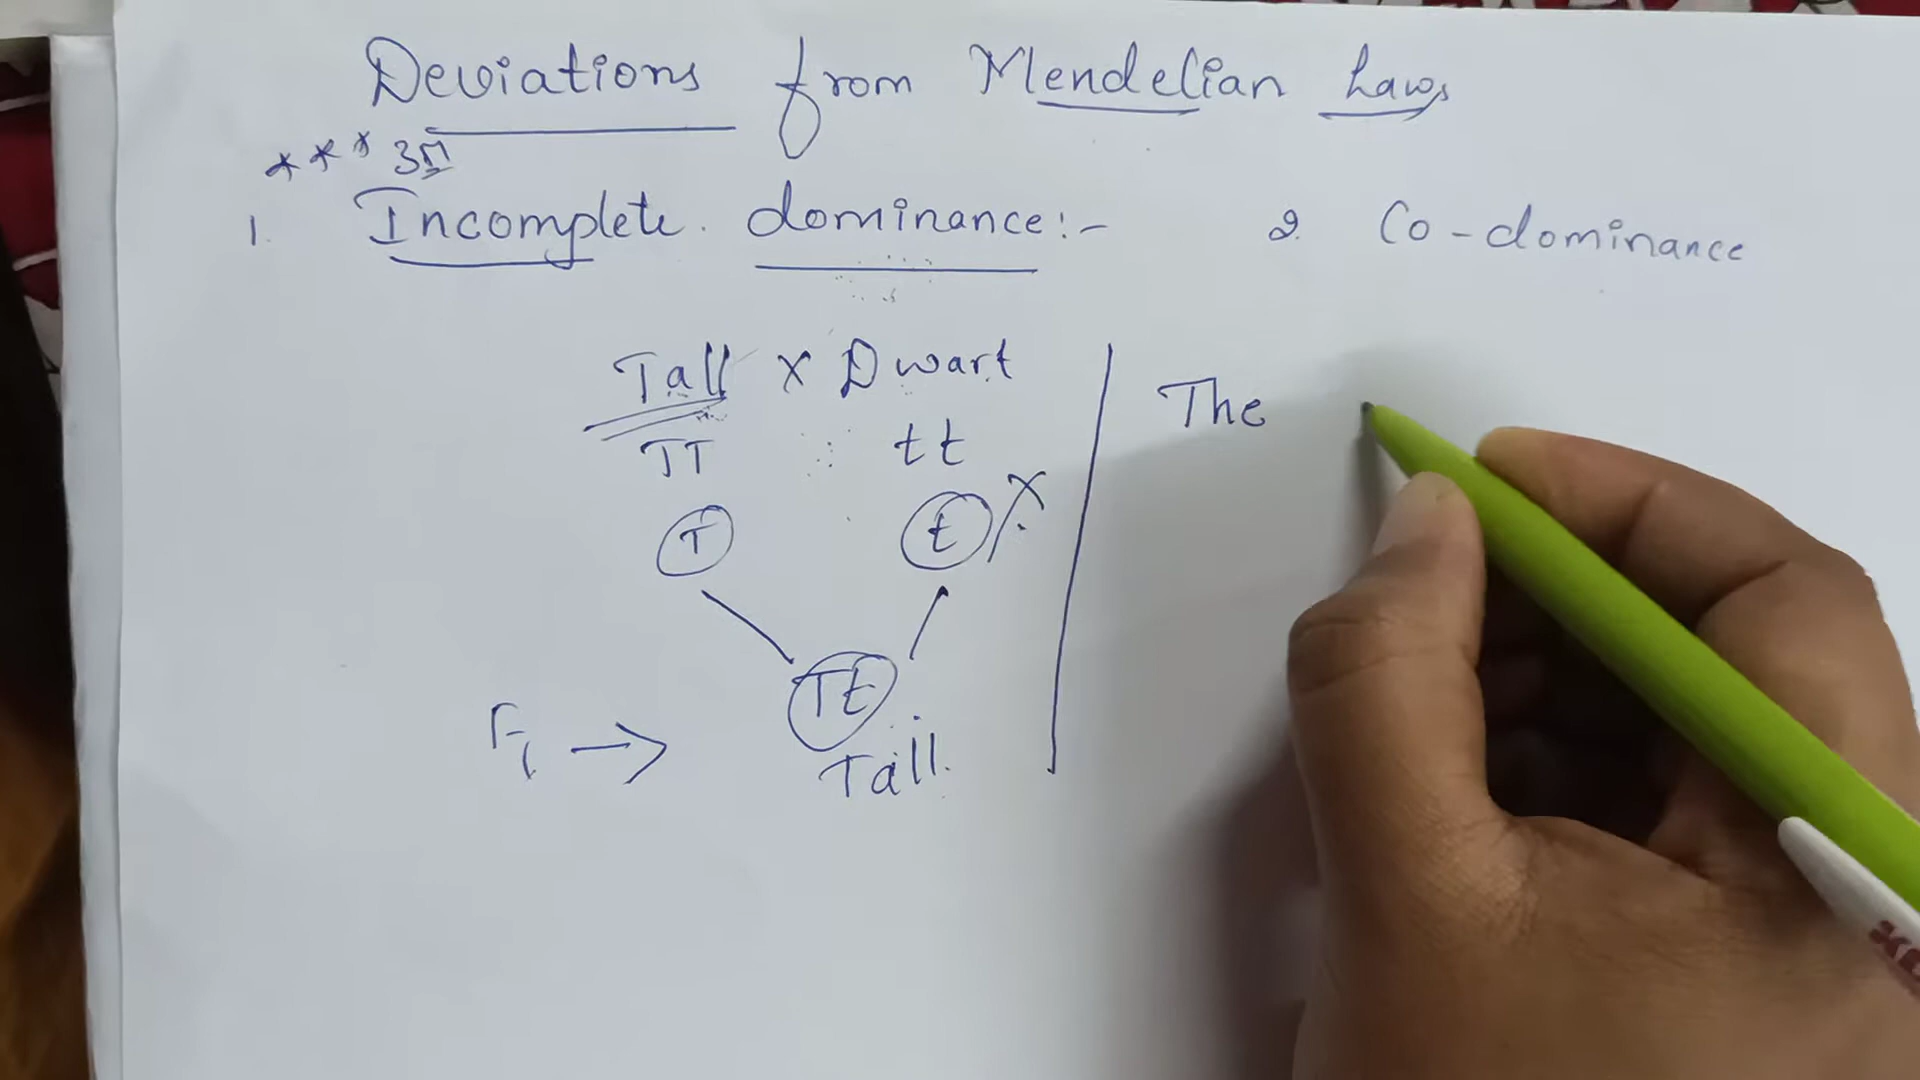 Deviations from Mendelian Laws
*** 3M
1. Incomplete dominance:- 2. Co-dominance
Tall x Dwarf
TT tt
T t x
The
Tt
F1 → Tall.